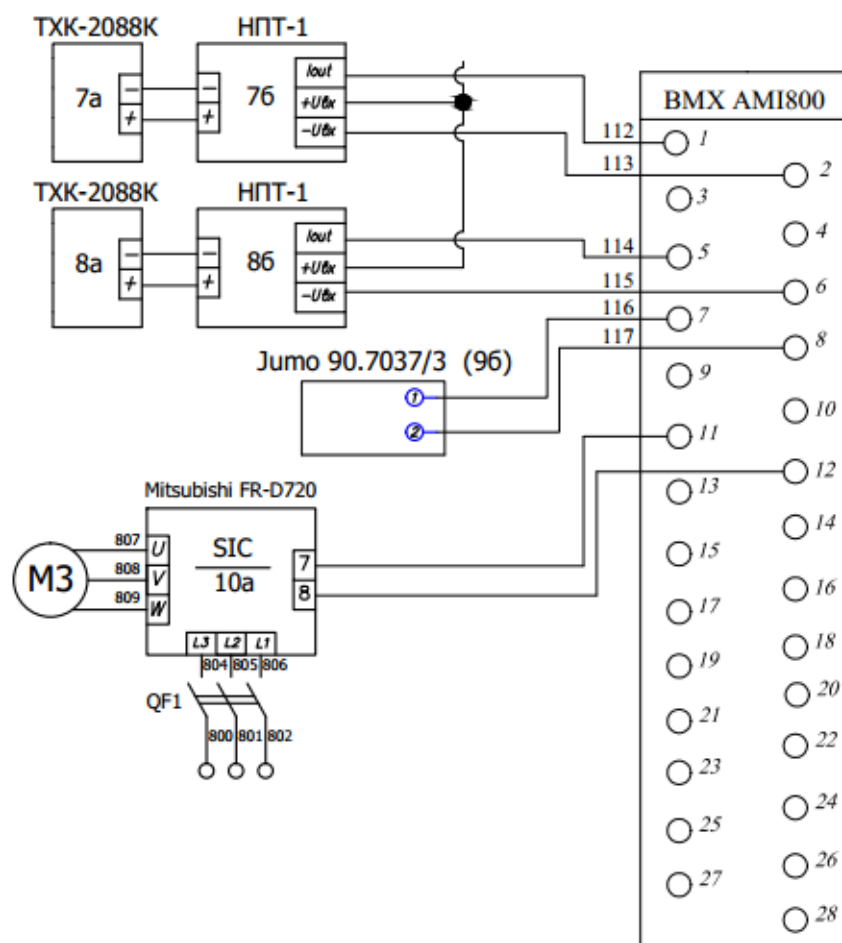 ТХК-2088К НПТ-1
7а − + − + 7б Iout +Uвх −Uвх
ТХК-2088К НПТ-1
8а − + − + 8б Iout +Uвх −Uвх
Jumo 90.7037/3 (9б)
1
2
Mitsubishi FR-D720
M3
807 U
808 V
809 W
SIC
10а
7
8
L3 L2 L1
804 805 806
QF1
800 801 802
BMX AMI800
112 1
113 2
3
4
114 5
115 6
116 7
117 8
9
10
11
12
13
14
15
16
17
18
19
20
21
22
23
24
25
26
27
28